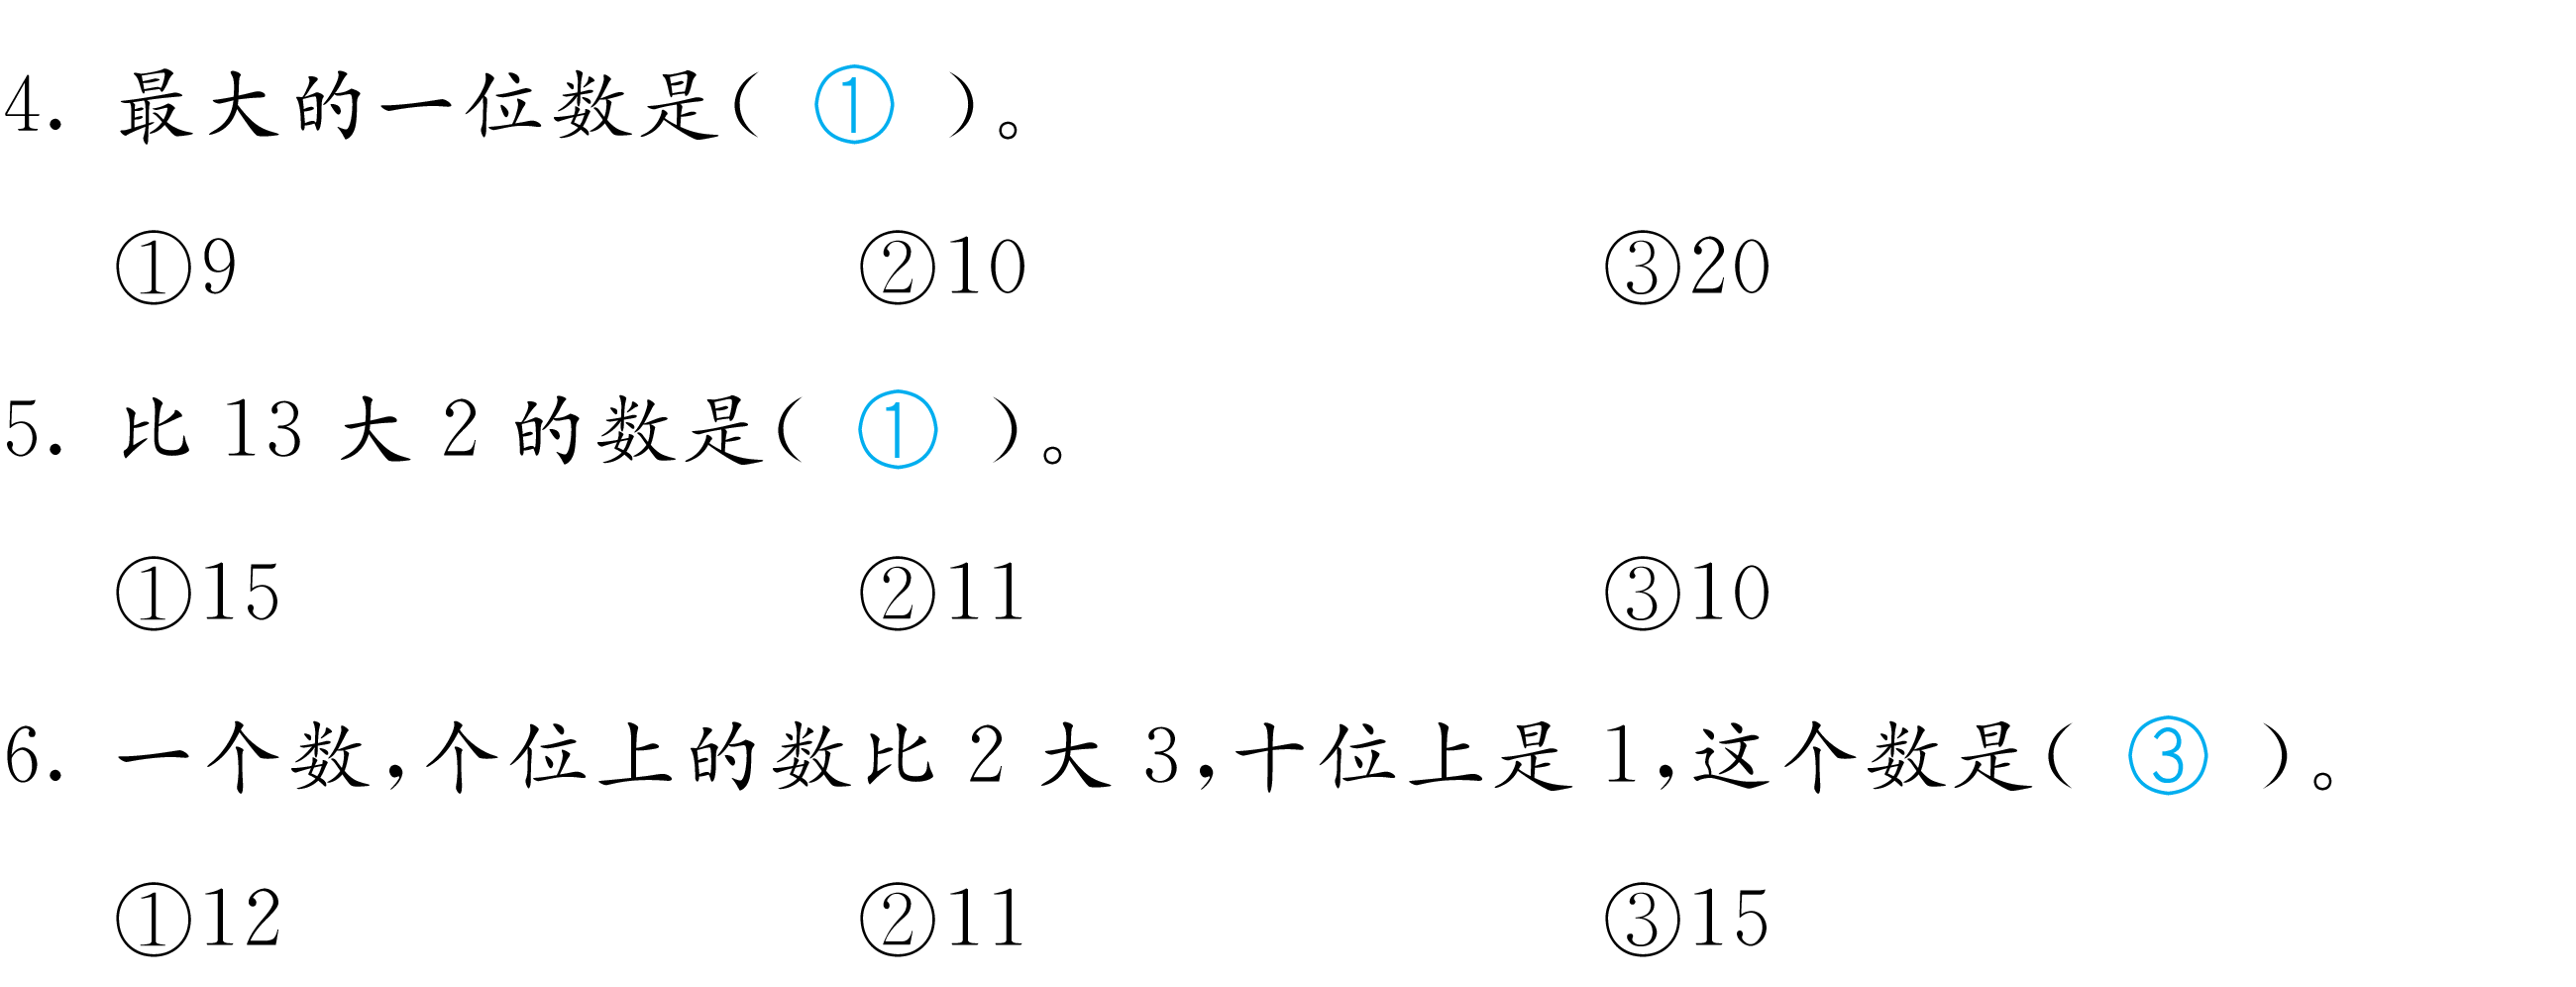 4. 最大的一位数是( ① )。
①9 ②10 ③20
5. 比 13 大 2 的数是( ① )。
①15 ②11 ③10
6. 一个数,个位上的数比 2 大 3,十位上是 1,这个数是( ③ )。
①12 ②11 ③15